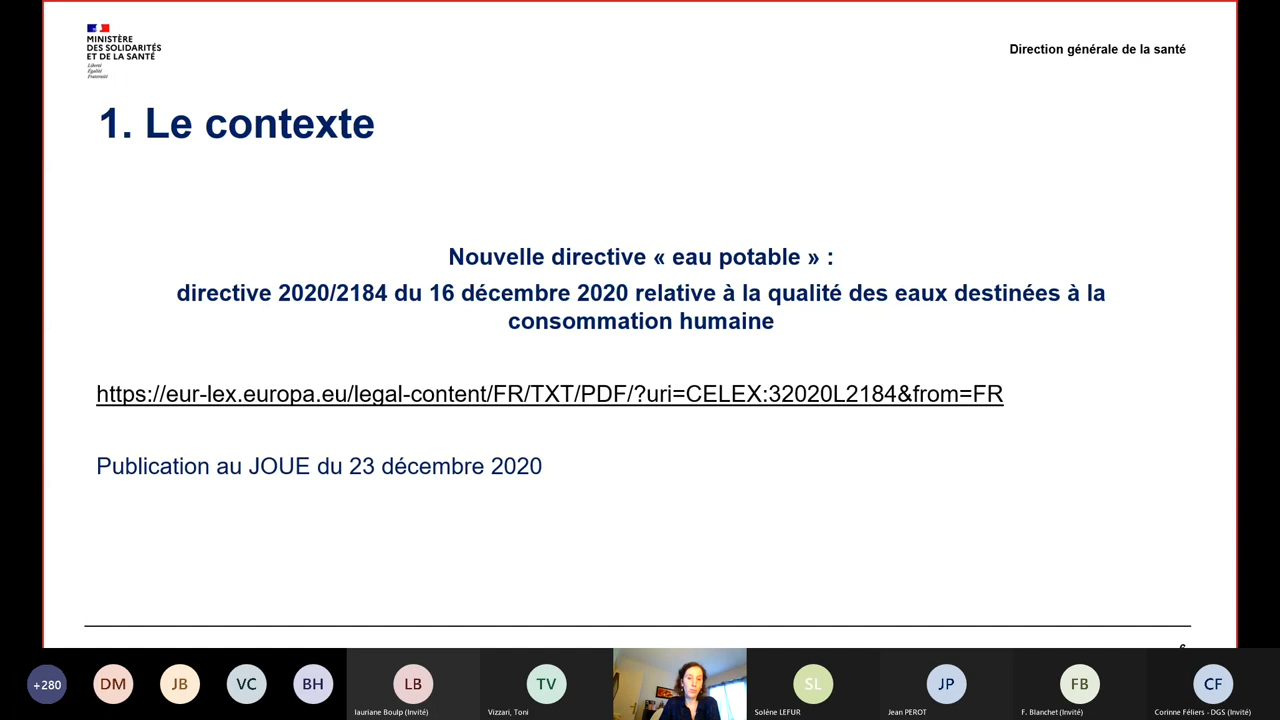 MINISTÈRE
DES SOLIDARITÉS
ET DE LA SANTÉ
Liberté
Égalité
Fraternité
Direction générale de la santé
1. Le contexte
Nouvelle directive « eau potable » :
directive 2020/2184 du 16 décembre 2020 relative à la qualité des eaux destinées à la
consommation humaine
https://eur-lex.europa.eu/legal-content/FR/TXT/PDF/?uri=CELEX:32020L2184&from=FR
Publication au JOUE du 23 décembre 2020
+280
DM
JB
VC
BH
LB
TV
SL
JP
FB
CF
lauriane Boulp (Invité)
Vizzari, Toni
Solène LEFUR
Jean PEROT
F. Blanchet (Invité)
Corinne Féliers - DGS (Invité)